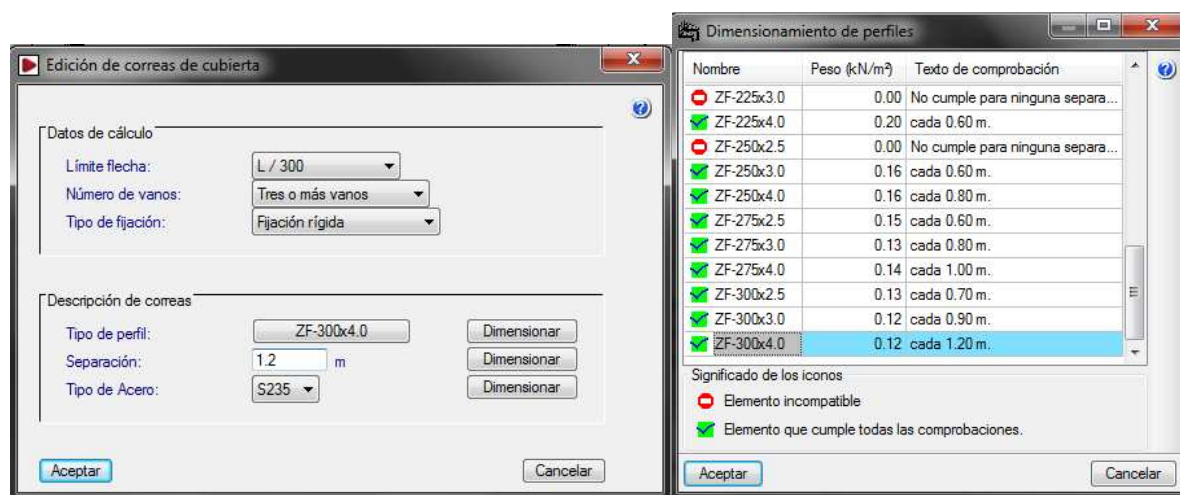 Edición de correas de cubierta
Datos de cálculo
Límite flecha: L / 300
Número de vanos: Tres o más vanos
Tipo de fijación: Fijación rígida
Descripción de correas
Tipo de perfil: ZF-300x4.0 Dimensionar
Separación: 1.2 m Dimensionar
Tipo de Acero: S235 Dimensionar
Aceptar Cancelar
Dimensionamiento de perfiles
Nombre Peso (kN/m²) Texto de comprobación
ZF-225x3.0 0.00 No cumple para ninguna separa...
ZF-225x4.0 0.20 cada 0.60 m.
ZF-250x2.5 0.00 No cumple para ninguna separa...
ZF-250x3.0 0.16 cada 0.60 m.
ZF-250x4.0 0.16 cada 0.80 m.
ZF-275x2.5 0.15 cada 0.60 m.
ZF-275x3.0 0.13 cada 0.80 m.
ZF-275x4.0 0.14 cada 1.00 m.
ZF-300x2.5 0.13 cada 0.70 m.
ZF-300x3.0 0.12 cada 0.90 m.
ZF-300x4.0 0.12 cada 1.20 m.
Significado de los iconos
Elemento incompatible
Elemento que cumple todas las comprobaciones.
Aceptar Cancelar